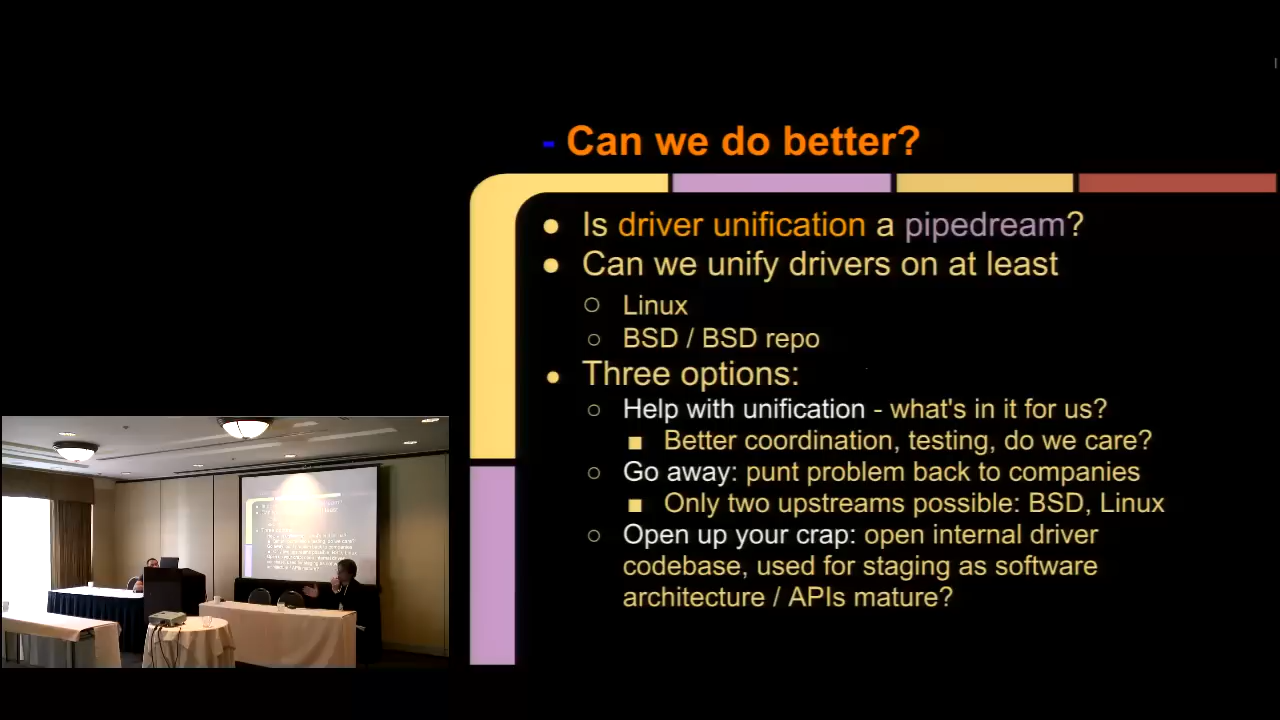 - Can we do better?
● Is driver unification a pipedream?
● Can we unify drivers on at least
○ Linux
○ BSD / BSD repo
● Three options:
○ Help with unification - what's in it for us?
■ Better coordination, testing, do we care?
○ Go away: punt problem back to companies
■ Only two upstreams possible: BSD, Linux
○ Open up your crap: open internal driver
codebase, used for staging as software
architecture / APIs mature?